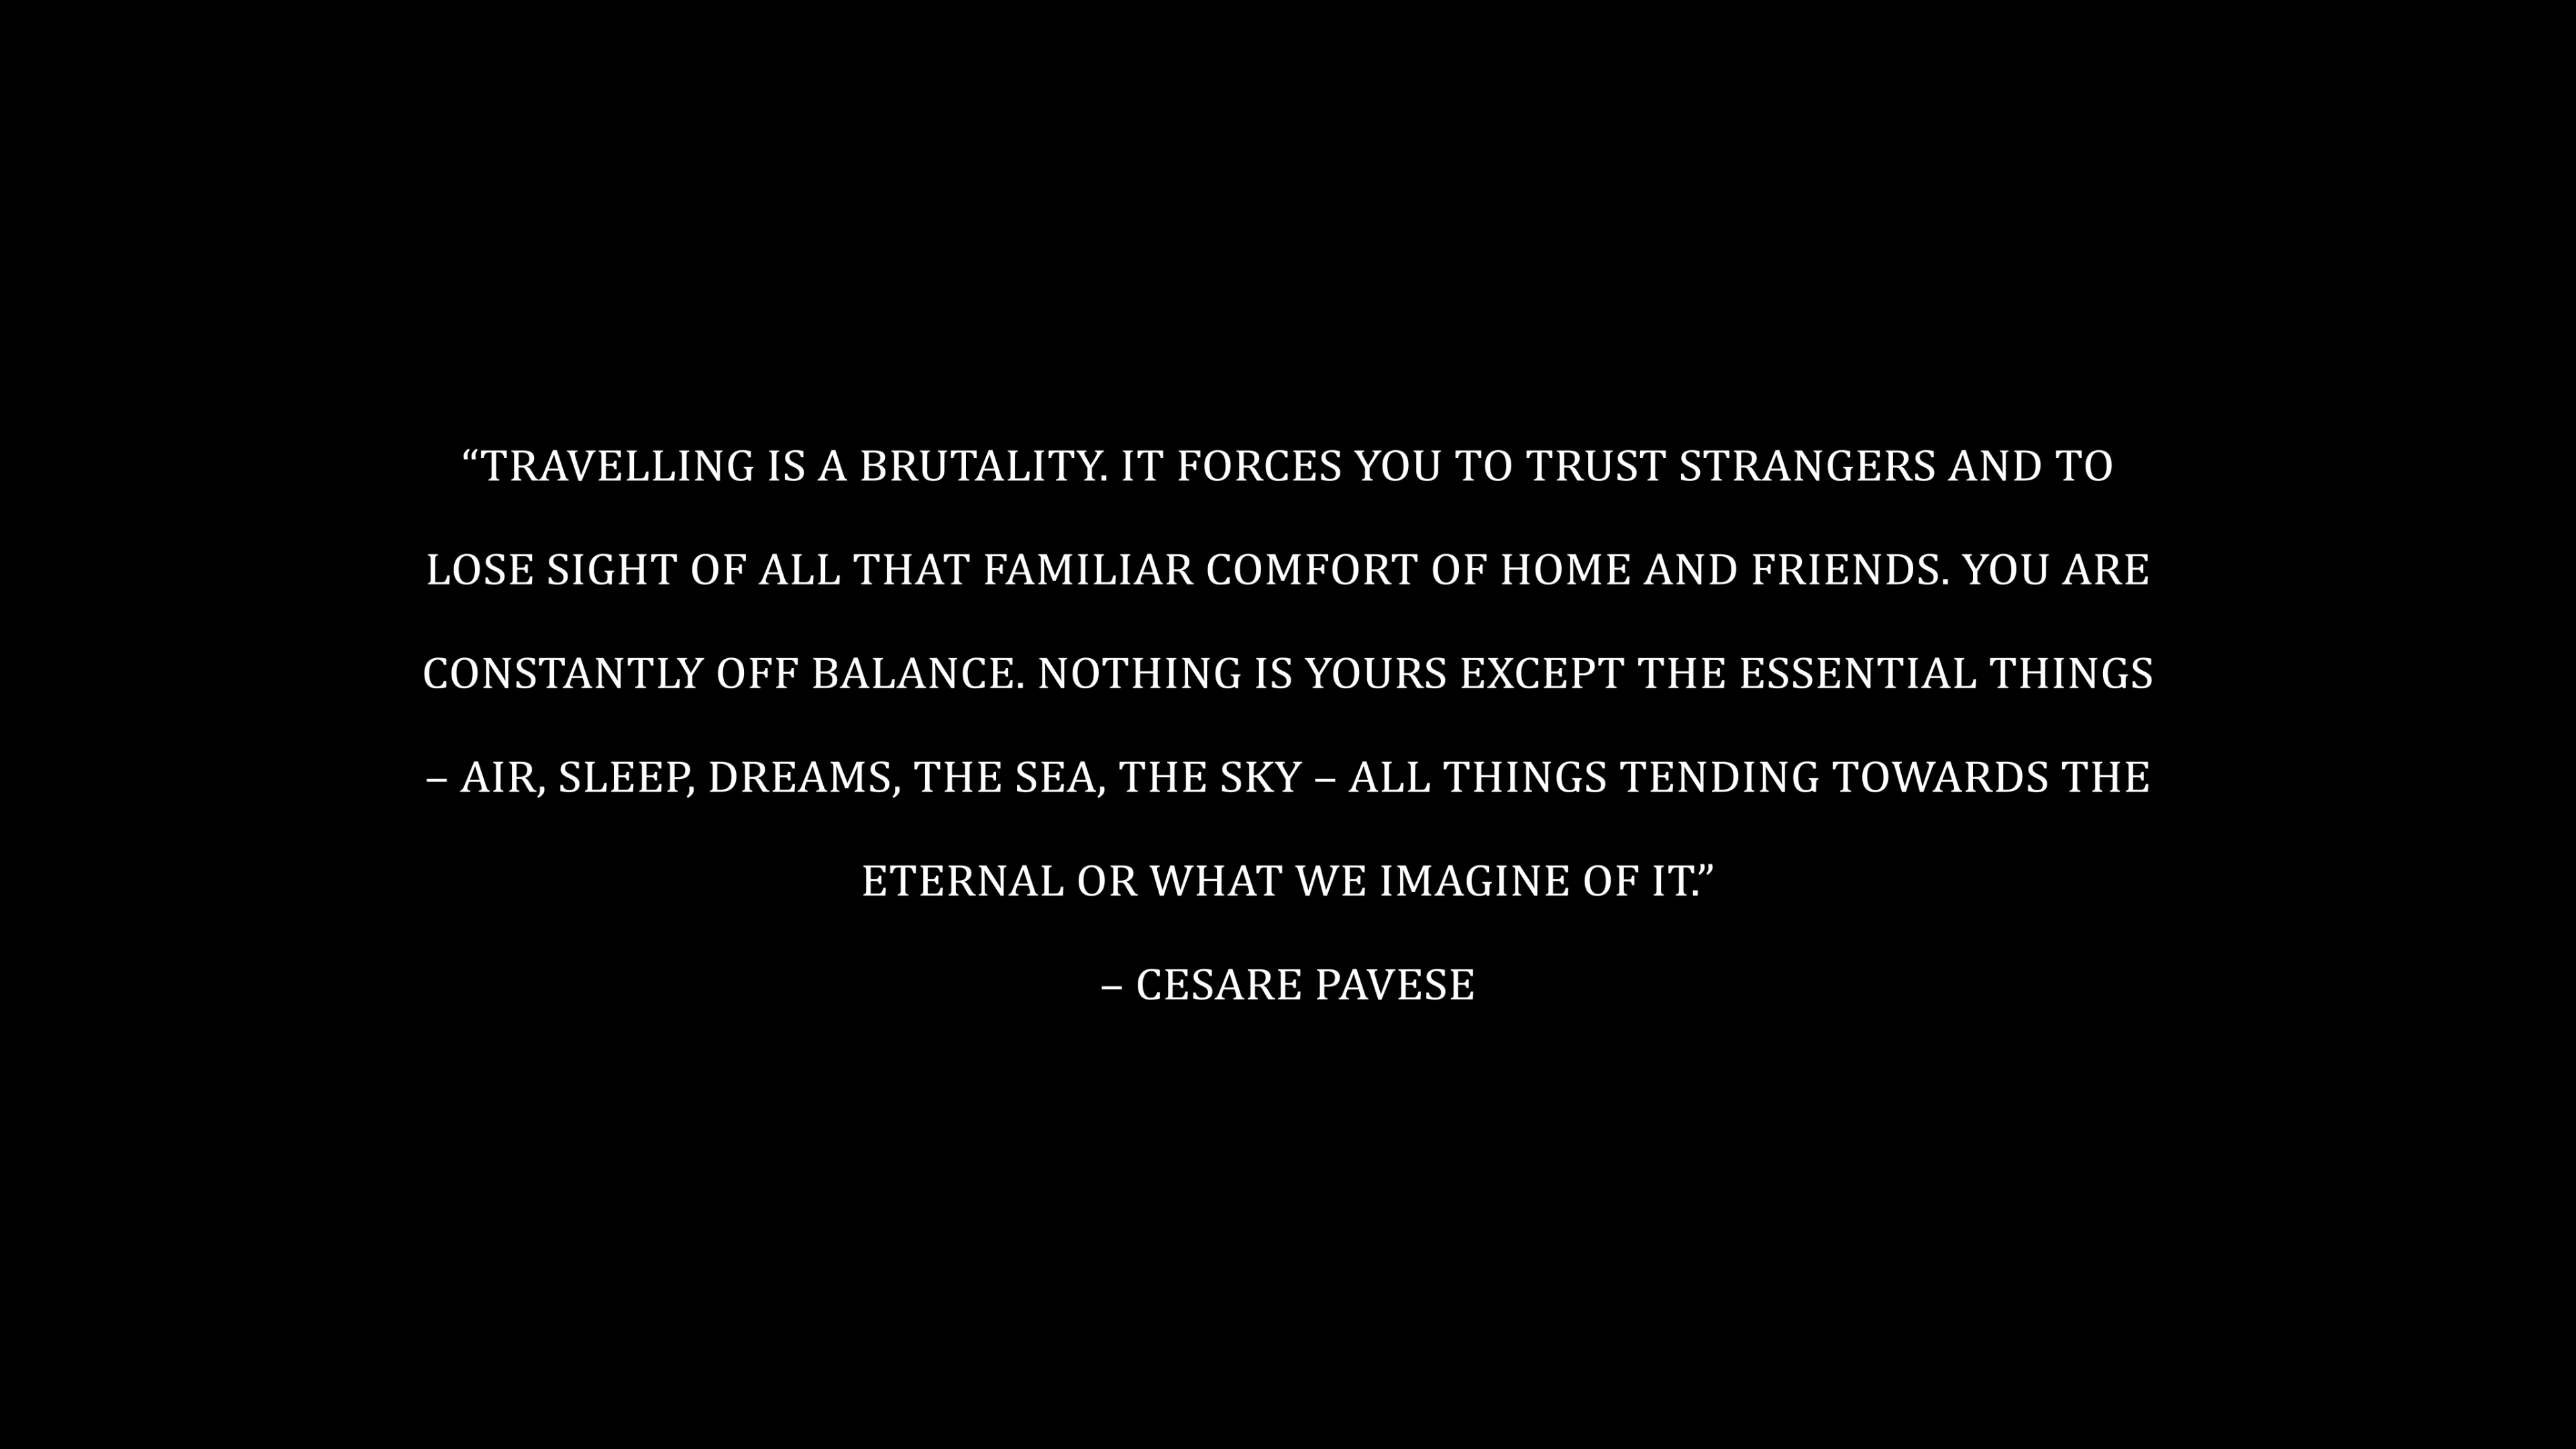 “TRAVELLING IS A BRUTALITY. IT FORCES YOU TO TRUST STRANGERS AND TO
LOSE SIGHT OF ALL THAT FAMILIAR COMFORT OF HOME AND FRIENDS. YOU ARE
CONSTANTLY OFF BALANCE. NOTHING IS YOURS EXCEPT THE ESSENTIAL THINGS
– AIR, SLEEP, DREAMS, THE SEA, THE SKY – ALL THINGS TENDING TOWARDS THE
ETERNAL OR WHAT WE IMAGINE OF IT.”
– CESARE PAVESE